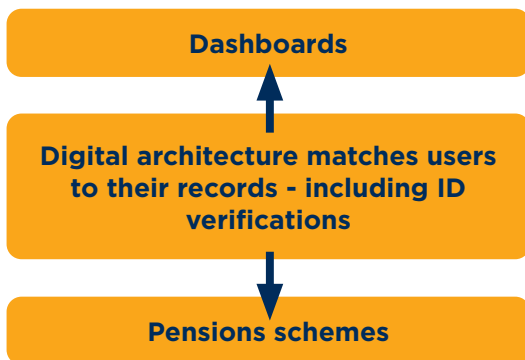 Dashboards
Digital architecture matches users
to their records - including ID
verifications
Pensions schemes